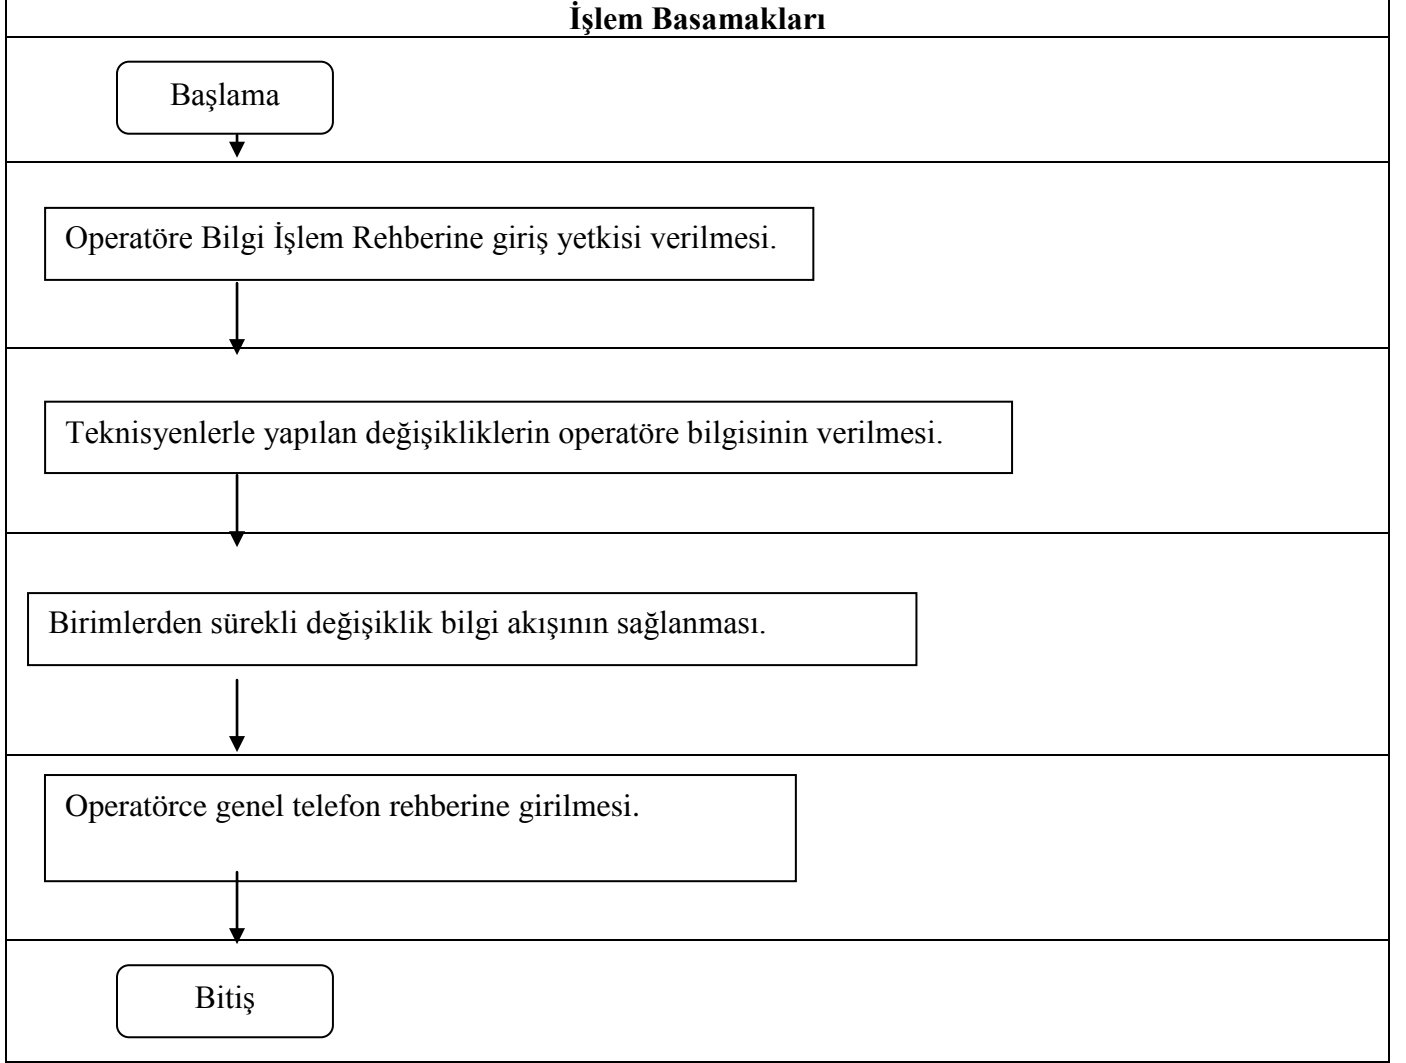 İşlem Basamakları
Başlama
Operatöre Bilgi İşlem Rehberine giriş yetkisi verilmesi.
Teknisyenlerle yapılan değişikliklerin operatöre bilgisinin verilmesi.
Birimlerden sürekli değişiklik bilgi akışının sağlanması.
Operatörce genel telefon rehberine girilmesi.
Bitiş